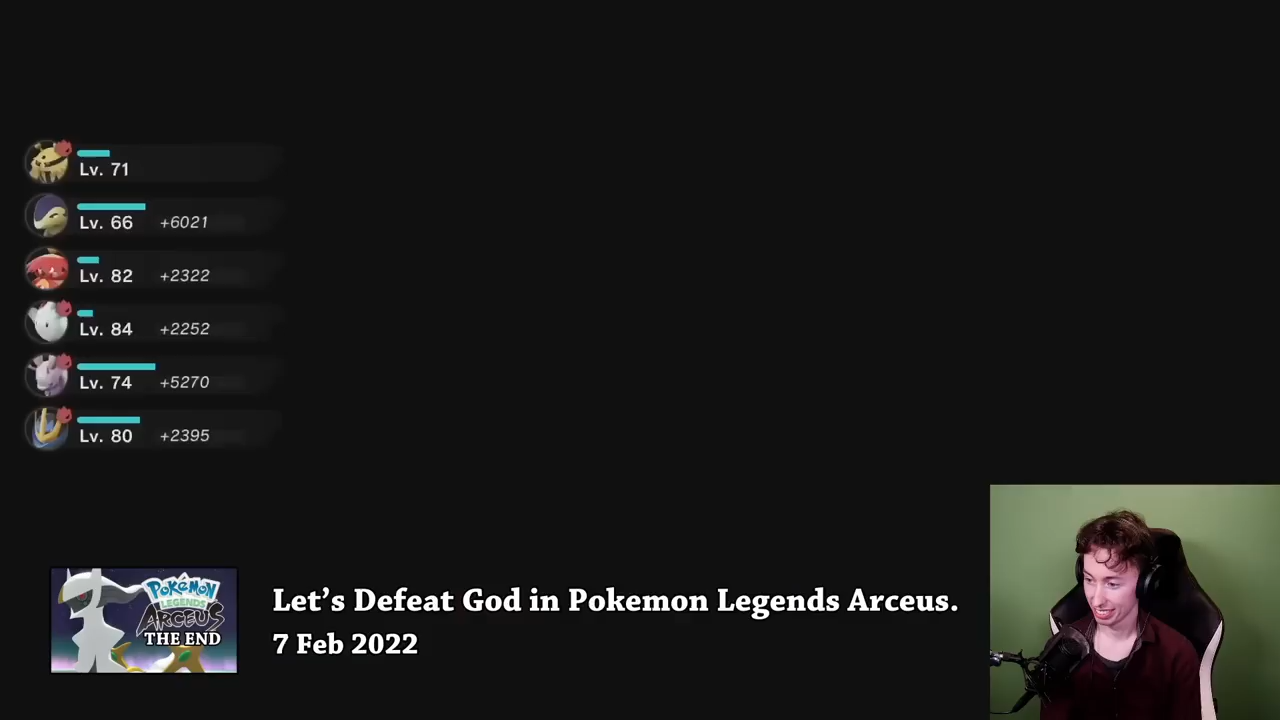 Lv. 71
Lv. 66 +6021
Lv. 82 +2322
Lv. 84 +2252
Lv. 74 +5270
Lv. 80 +2395
POKéMON
LEGENDS
ARCEUS
THE END
Let’s Defeat God in Pokemon Legends Arceus.
7 Feb 2022